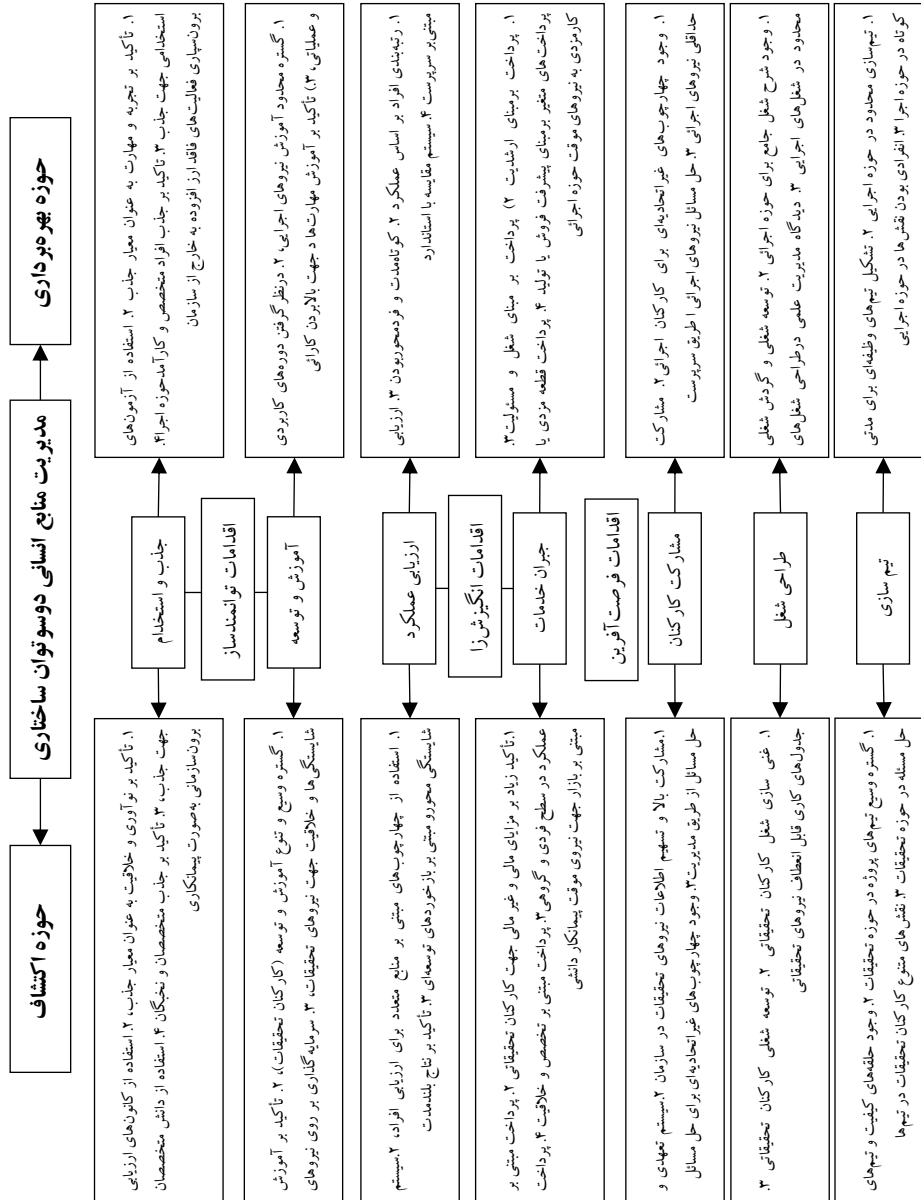 مدیریت منابع انسانی دوسوتوان ساختاری
حوزه اکتشاف
حوزه بهره‌برداری
اقدامات توانمندساز
جذب و استخدام
۱. تأکید بر نوآوری و خلاقیت به عنوان معیار جذب، ۲. استفاده از کانون‌های ارزیابی
جهت جذب، ۳. تأکید بر جذب متخصصان و نخبگان ۴. استفاده از دانش متخصصان
برون‌سازمانی به‌صورت پیمانکاری
۱. تأکید بر تجربه و مهارت به عنوان معیار جذب ۲. استفاده از آزمون‌های
استخدامی جهت جذب ۳. تاکید بر جذب افراد متخصص و کارآمدحوزه اجرا۴.
برون‌سپاری فعالیت‌های فاقد ارز افزوده به خارج از سازمان
آموزش و توسعه
۱. گستره وسیع و تنوع آموزش و توسعه (کارکنان تحقیقات)، ۲. تأکید بر آموزش
شایستگی‌ها و خلاقیت جهت نیروهای تحقیقات، ۳. سرمایه گذاری بر روی نیروهای
۱. گستره محدود آموزش نیروهای اجرایی، ۲. درنظر گرفتن دوره‌های کاربردی
و عملیاتی، ۳) تأکید بر آموزش مهارت‌ها د جهت بالابردن کارائی
اقدامات انگیزش زا
ارزیابی عملکرد
۱. استفاده از چهارچوب‌های مبتنی بر منابع متعدد برای ارزیابی افراد، ۲.سیستم
شایستگی محورو مبتنی بر بازخوردهای توسعه‌ای ۳. تأکید بر نتاج بلندمدت
۱. رتبه‌بندی افراد بر اساس عملکرد ۲. کوتاه‌مدت و فردمحوربودن ۳. ارزیابی
مبتنی‌بر سرپرست ۴. سیستم مقایسه با استاندارد
جبران خدمات
۱.تأکید زیاد بر مزایای مالی و غیر مالی جهت کارکنان تحقیقاتی ۲. پرداخت مبتنی بر
عملکرد در سطح فردی و گروهی ۳. پرداخت مبتنی بر تخصص و خلاقیت ۴. پرداخت
مبتنی بر بازار جهت نیروی موقت پیمانکار دانشی
۱. پرداخت برمبنای ارشدیت ۲) پرداخت بر مبنای شغل و مسئولیت ۳.
پرداخت‌های متغیر برمبنای پیشرفت فروش یا تولید ۴. پرداخت قطعه مزدی یا
کارمزدی به نیروهای موقت حوزه اجرائی
اقدامات فرصت آفرین
مشارکت کارکنان
۱.مشارکت بالا و تسهیم اطلاعات نیروهای تحقیقات در سازمان ۲.سیستم تعهدی و
حل مسائل از طریق مدیریت۳. وجود چهارچوب‌های غیراتحادیه‌ای برای حل مسائل
۱. وجود چهارچوب‌های غیراتحادیه‌ای برای کارکنان اجرائی۲. مشارکت
حداقلی نیروهای اجرائی ۳. حل مسائل نیروهای اجرائی ا طریق سرپرست
طراحی شغل
۱. غنی سازی شغل کارکنان تحقیقاتی ۲. توسعه شغلی کارکنان تحقیقاتی ۳.
جدول‌های کاری قابل انعطاف نیروهای تحقیقاتی
۱. وجود شرح شغل جامع برای حوزه اجرائی ۲. توسعه شغلی و گردش شغلی
محدود در شغل‌های اجرایی ۳. دیدگاه مدیریت علمی درطراحی شغل‌های
تیم سازی
۱. گستره وسیع تیم‌های پروژه در حوزه تحقیقات ۲. وجود حلقه‌های کیفیت و تیم‌های
حل مسئله در حوزه تحقیقات ۳. نقش‌های متنوع کارکنان تحقیقات در تیم‌ها
۱. تیم‌سازی محدود در حوزه اجرایی ۲. تشکیل تیم‌های وظیفه‌ای برای مدتی
کوتاه در حوزه اجرا ۳. انفرادی بودن نقش‌ها در حوزه اجرایی